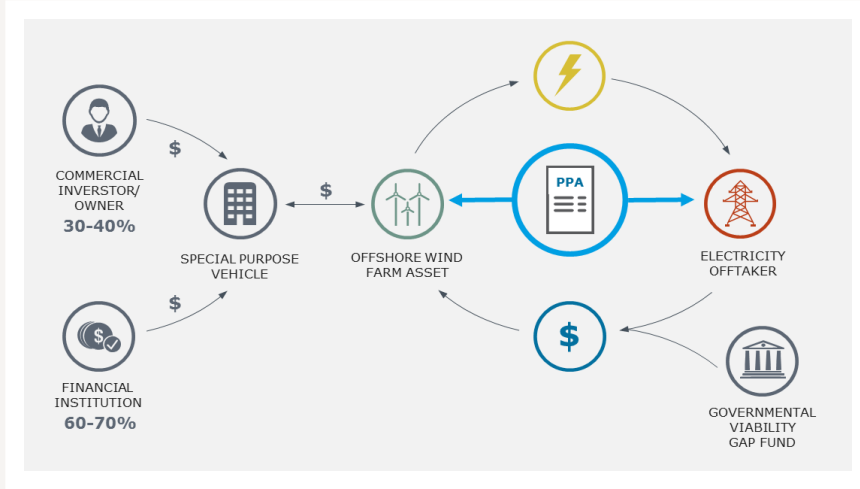 COMMERCIAL
INVERSTOR/
OWNER
30-40%
$
SPECIAL PURPOSE
VEHICLE
$
OFFSHORE WIND
FARM ASSET
PPA
ELECTRICITY
OFFTAKER
$
$
FINANCIAL
INSTITUTION
60-70%
$
GOVERNMENTAL
VIABILITY
GAP FUND